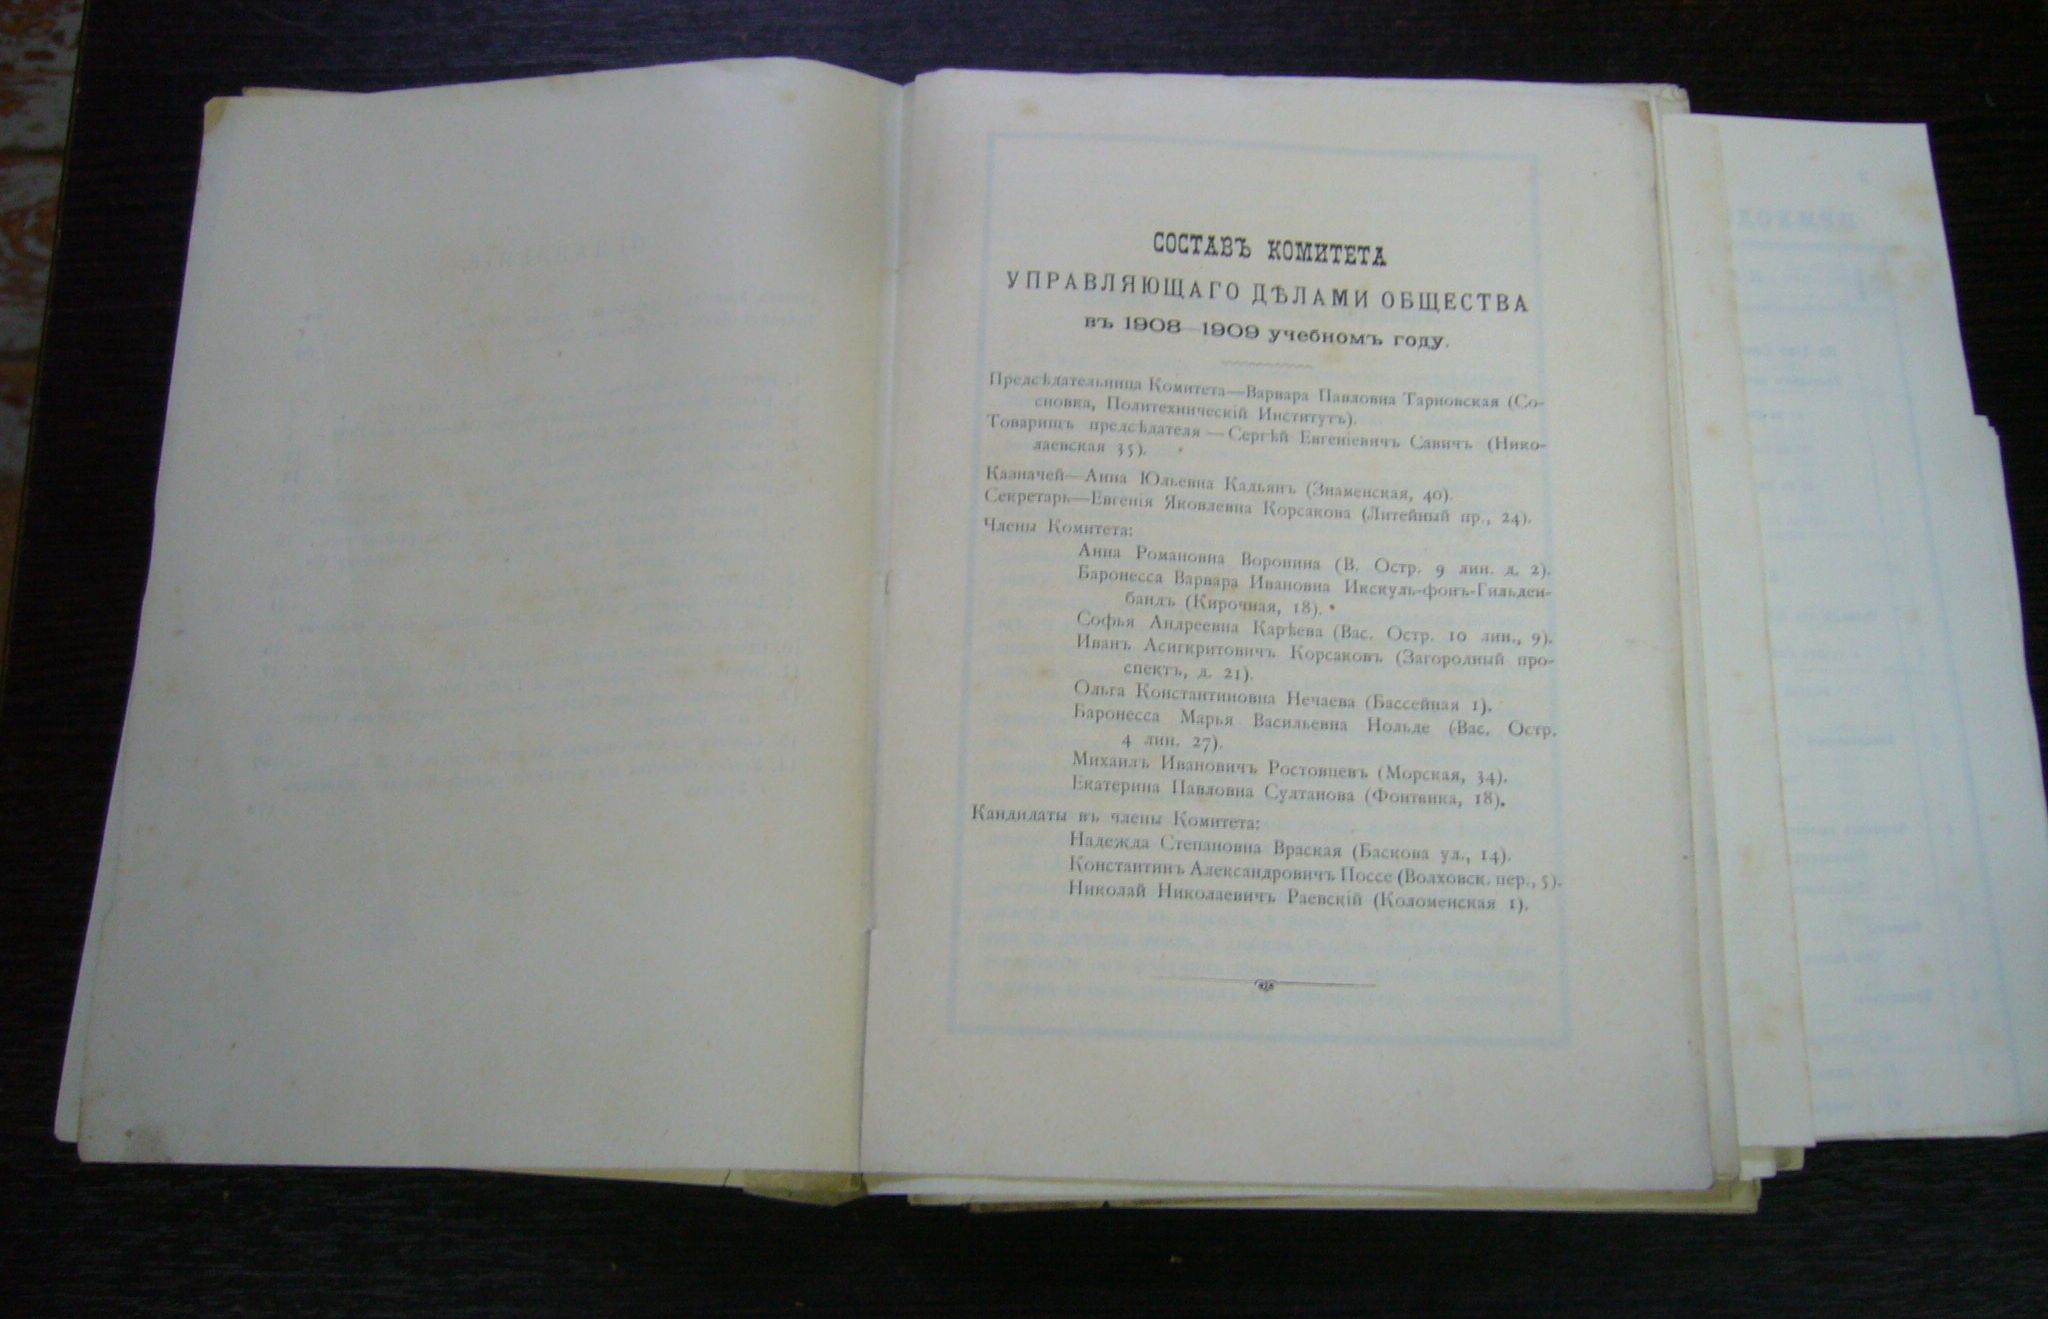 СОСТАВЪ КОМИТЕТА
УПРАВЛЯЮЩАГО ДѢЛАМИ ОБЩЕСТВА
въ 1908—1909 учебномъ году.
Предсѣдательница Комитета—Варвара Павловна Тарновская (Со-
сновка, Политехническій Институтъ).
Товарищъ предсѣдателя—Сергѣй Евгеніевичъ Савичъ (Нико-
лаевская 35).
Казначей—Анна Юльевна Кадьянъ (Знаменская, 40).
Секретарь—Евгенія Яковлевна Корсакова (Литейный пр., 24).
Члены Комитета:
Анна Романовна Воронина (В. Остр. 9 лин. д. 2).
Баронесса Варвара Ивановна Икскуль-фонъ-Гильден-
бандъ (Кирочная, 18).
Софья Андреевна Карѣева (Вас. Остр. 10 лин., 9).
Иванъ Асигкритовичъ Корсаковъ (Загородный про-
спектъ, д. 21).
Ольга Константиновна Нечаева (Бассейная 1).
Баронесса Марья Васильевна Нольде (Вас. Остр.
4 лин. 27).
Михаилъ Ивановичъ Ростовцевъ (Морская, 34).
Екатерина Павловна Султанова (Фонтанка, 18).
Кандидаты въ члены Комитета:
Надежда Степановна Враская (Баскова ул., 14).
Константинъ Александровичъ Поссе (Волховск. пер., 5).
Николай Николаевичъ Раевскій (Коломенская 1).